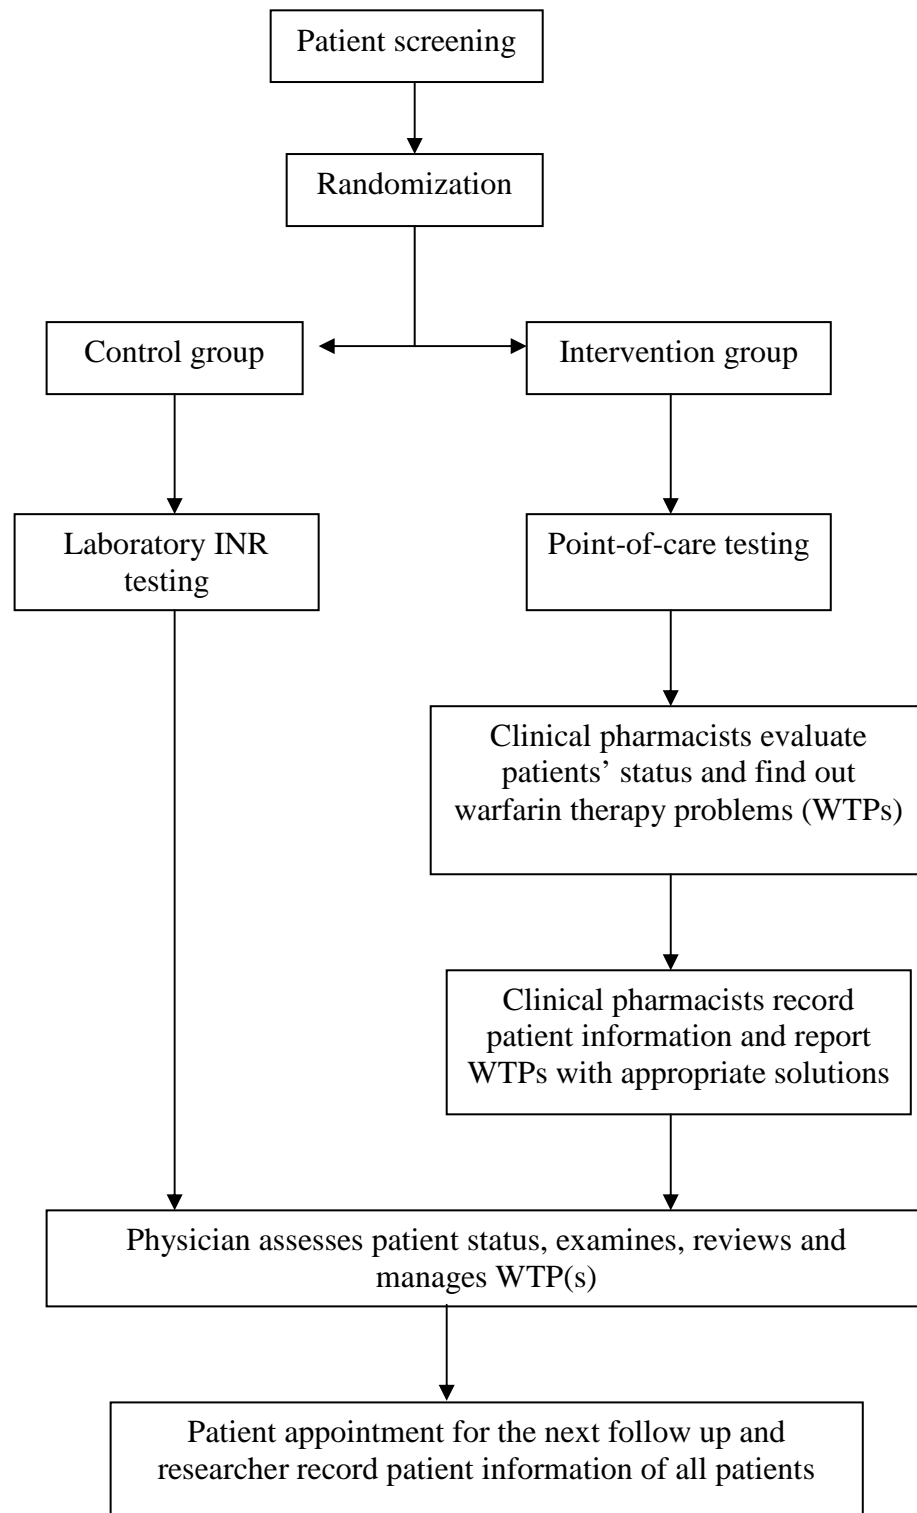 Patient screening
Randomization
Control group
Intervention group
Laboratory INR
testing
Point-of-care testing
Clinical pharmacists evaluate
patients’ status and find out
warfarin therapy problems (WTPs)
Clinical pharmacists record
patient information and report
WTPs with appropriate solutions
Physician assesses patient status, examines, reviews and
manages WTP(s)
Patient appointment for the next follow up and
researcher record patient information of all patients